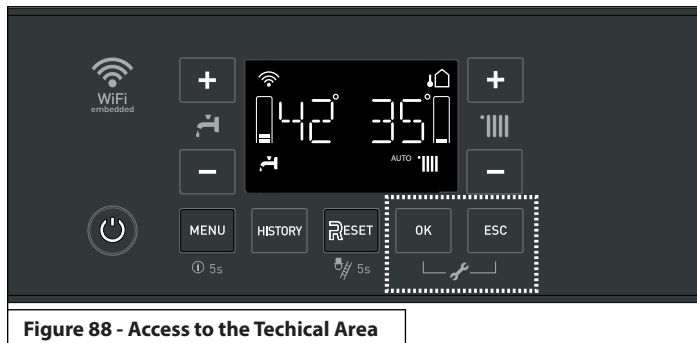 WiFi
embedded
+
+
42° 35°
AUTO
−
−
MENU
HISTORY
RESET
OK
ESC
5s
5s
Figure 88 - Access to the Techical Area